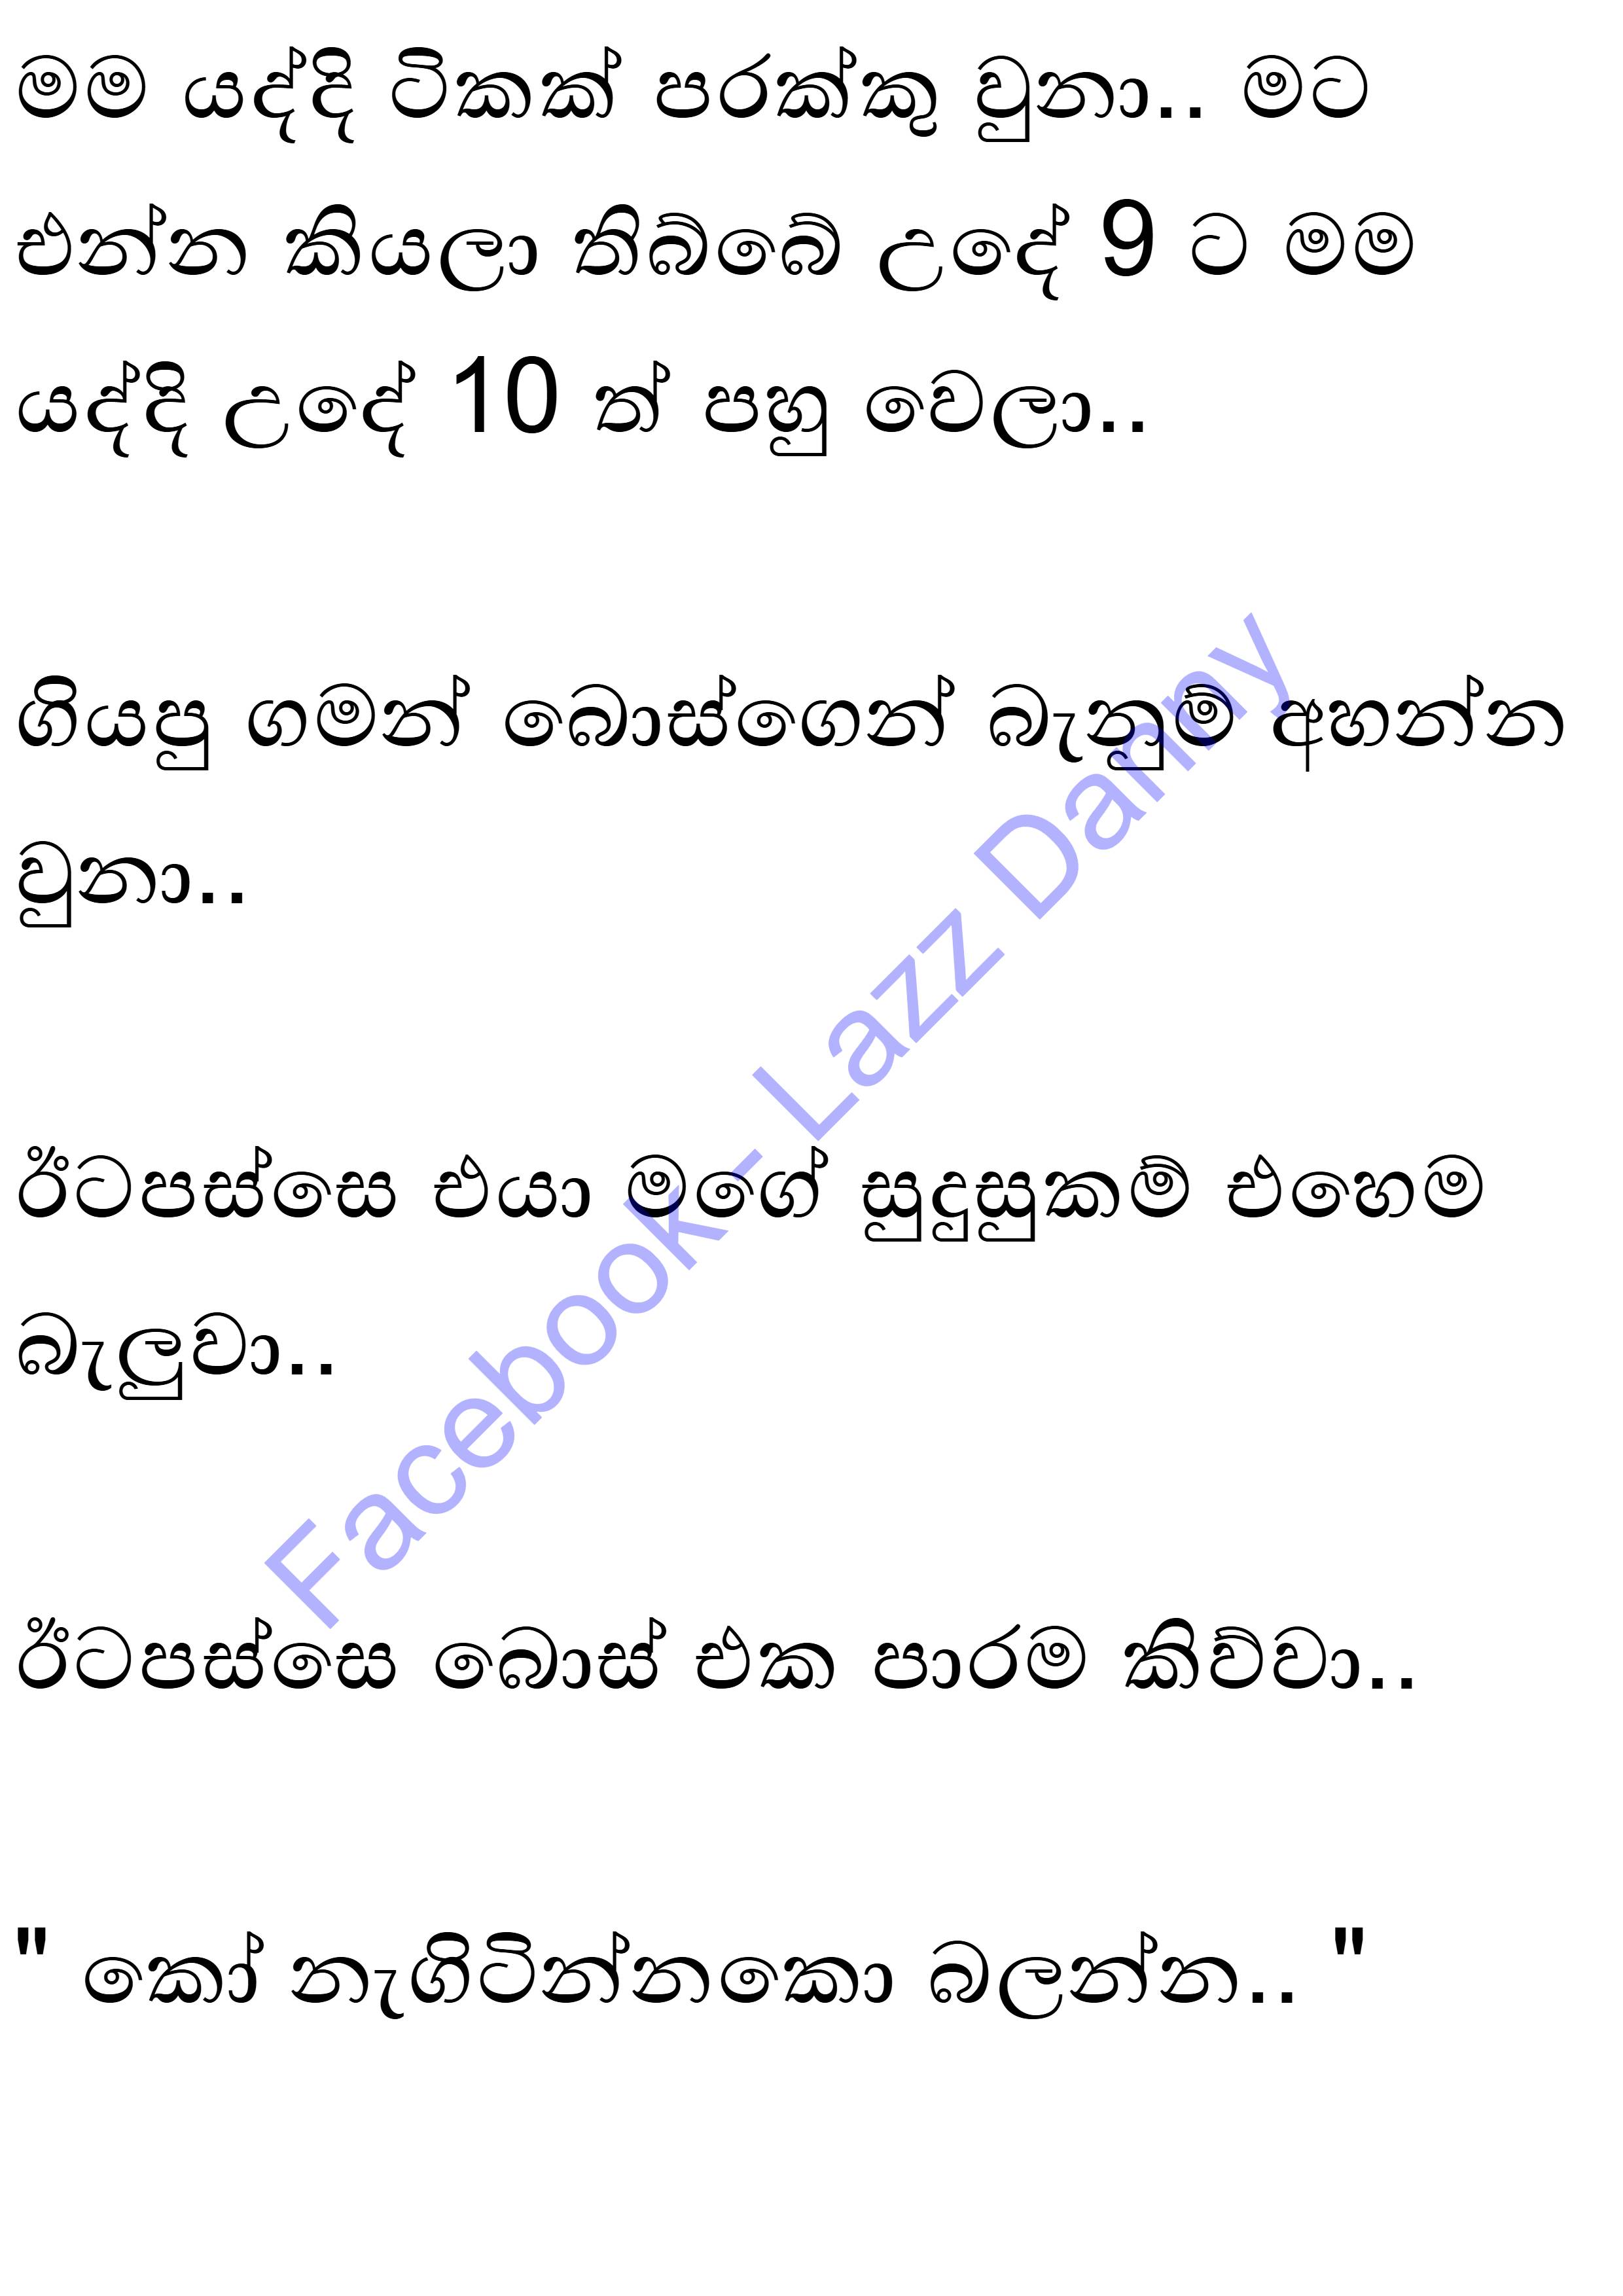 මම යද්දි ටිකක් පරක්කු වුනා.. මට
එන්න කියලා තිබ්බේ උදේ 9 ට මම
යද්දි උදේ 10 ත් පහු වෙලා..
ගියපු ගමන් බොස්ගෙන් බැනුම් අහන්න
වුනා..
ඊටපස්සෙ එයා මගේ සුදුසුකම් එහෙම
බැලුවා..
ඊටපස්සෙ බොස් එක පාරම කිව්වා..
" කෝ නැගිටින්නකො බලන්න.. "
Facebook- Lazz Danny